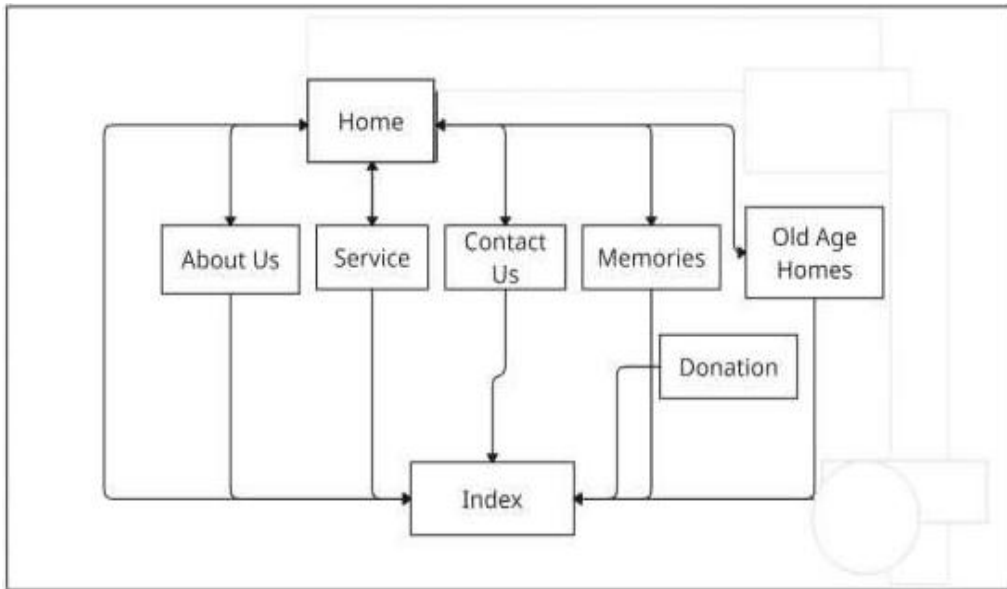 Home
About Us
Service
Contact
Us
Memories
Old Age
Homes
Donation
Index